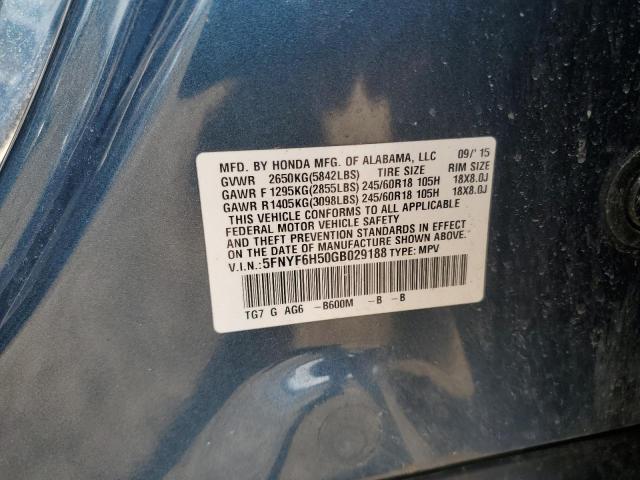 MFD. BY HONDA MFG. OF ALABAMA, LLC 09/'15
GVWR 2650KG(5842LBS) TIRE SIZE RIM SIZE
GAWR F 1295KG(2855LBS) 245/60R18 105H 18X8.0J
GAWR R 1405KG(3098LBS) 245/60R18 105H 18X8.0J
THIS VEHICLE CONFORMS TO ALL APPLICABLE
FEDERAL MOTOR VEHICLE SAFETY AND BUMPER
AND THEFT PREVENTION STANDARDS IN EFFECT
ON THE DATE OF MANUFACTURE SHOWN ABOVE.
V.I.N.:5FNYF6H50GB029188 TYPE: MPV
TG7 G AG6 -B600M -B -B